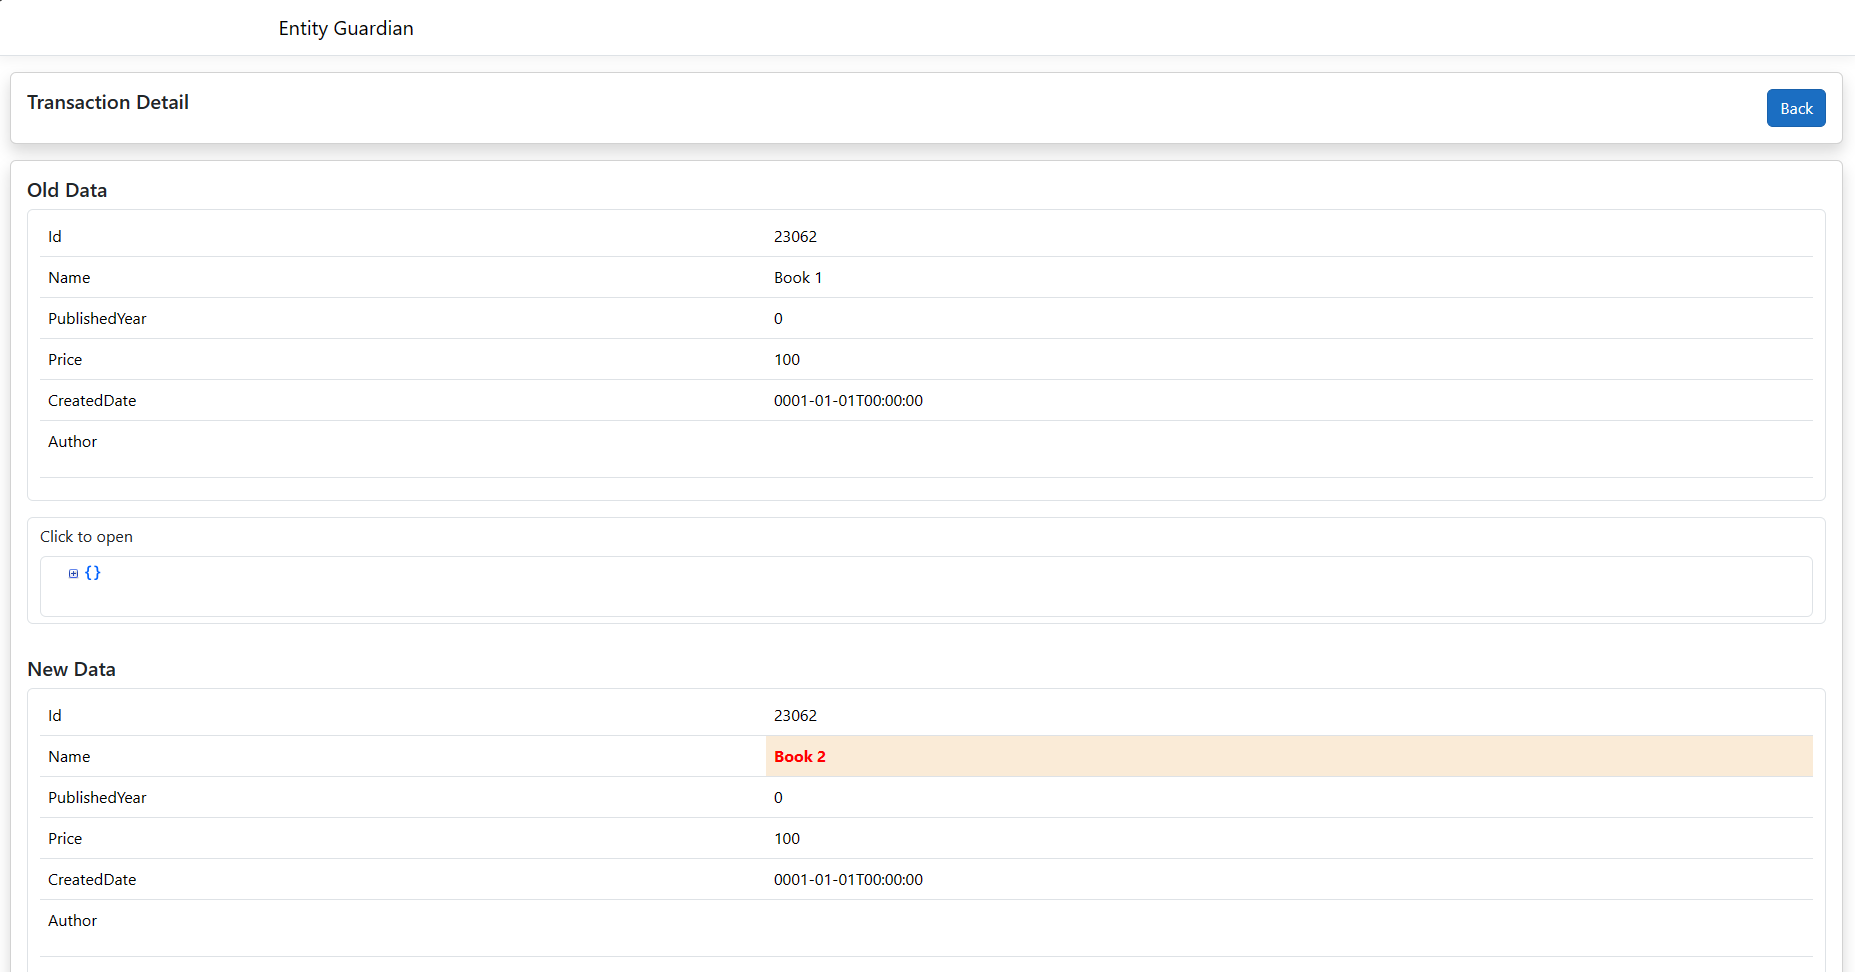 Entity Guardian
Transaction Detail
Back
Old Data
Id 23062
Name Book 1
PublishedYear 0
Price 100
CreatedDate 0001-01-01T00:00:00
Author
Click to open
{}
New Data
Id 23062
Name Book 2
PublishedYear 0
Price 100
CreatedDate 0001-01-01T00:00:00
Author